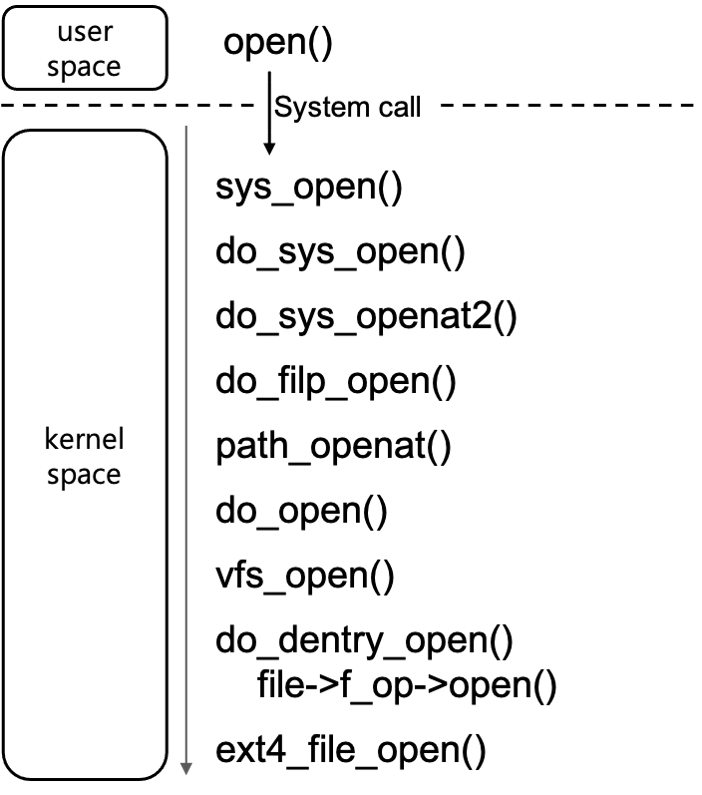 user
space
open()
System call
kernel
space
sys_open()
do_sys_open()
do_sys_openat2()
do_filp_open()
path_openat()
do_open()
vfs_open()
do_dentry_open()
file->f_op->open()
ext4_file_open()